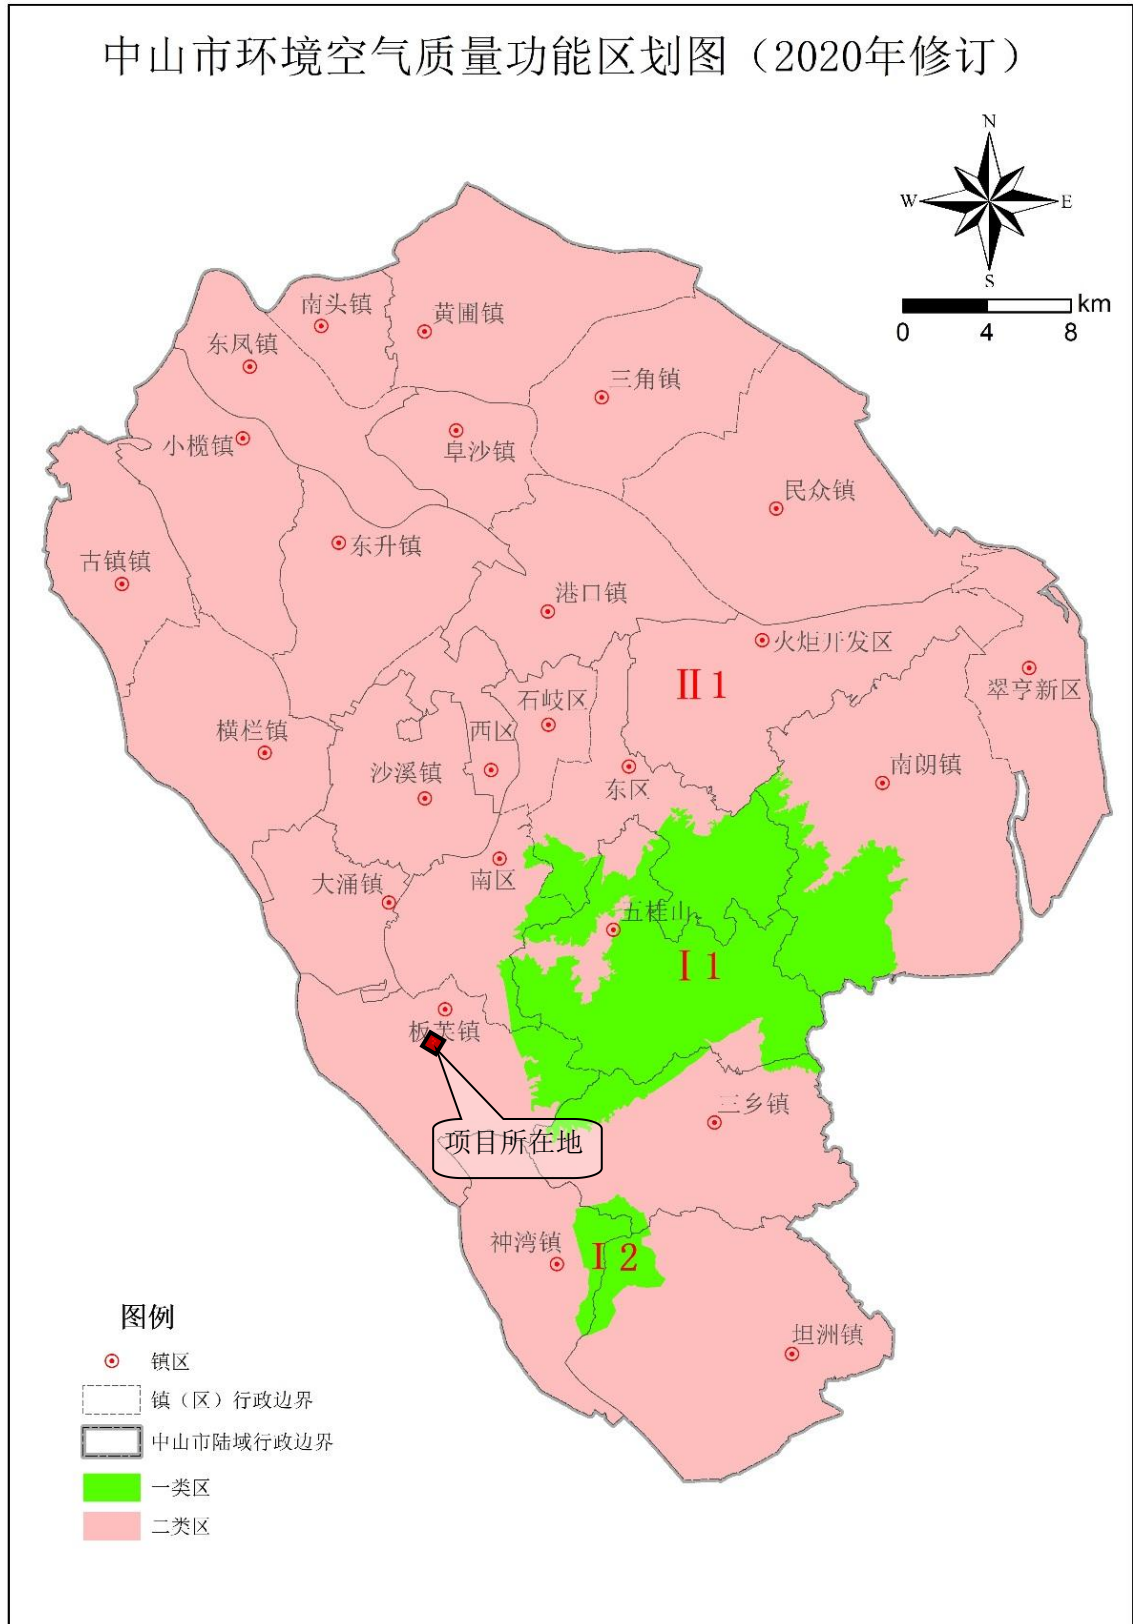 中山市环境空气质量功能区划图（2020年修订）
N
W
E
S
km
0 4 8
南头镇
黄圃镇
东凤镇
三角镇
小榄镇
阜沙镇
民众镇
东升镇
古镇镇
港口镇
火炬开发区
翠亨新区
II 1
石岐区
西区
横栏镇
沙溪镇
东区
南朗镇
南区
大涌镇
五桂山
I 1
板芙镇
三乡镇
项目所在地
神湾镇
I 2
坦洲镇
图例
镇区
镇（区）行政边界
中山市陆域行政边界
一类区
二类区